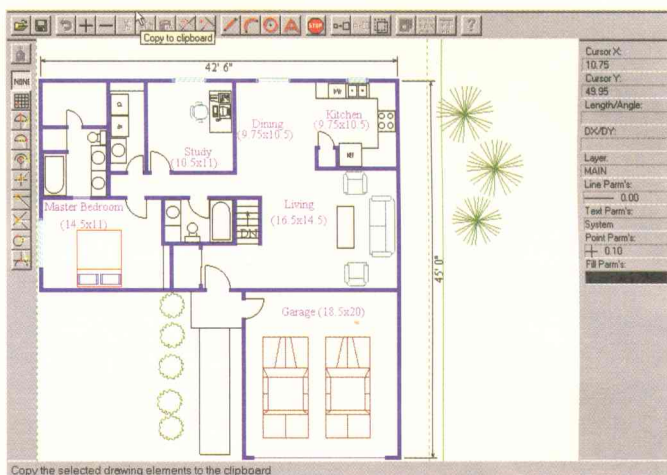 STOP
?
Copy to clipboard
NONE
42' 6"
Dining
(9.75x10.5)
Kitchen
(9.75x10.5)
Study
(10.5x11)
Living
(16.5x14.5)
Master Bedroom
(14.5x11)
DN
Garage (18.5x20)
45' 0"
Cursor X:
10.75
Cursor Y:
49.95
Length/Angle:
DX/DY:
Layer:
MAIN
Line Parm's:
0.00
Text Parm's:
System
Point Parm's:
0.10
Fill Parm's:
Copy the selected drawing elements to the clipboard